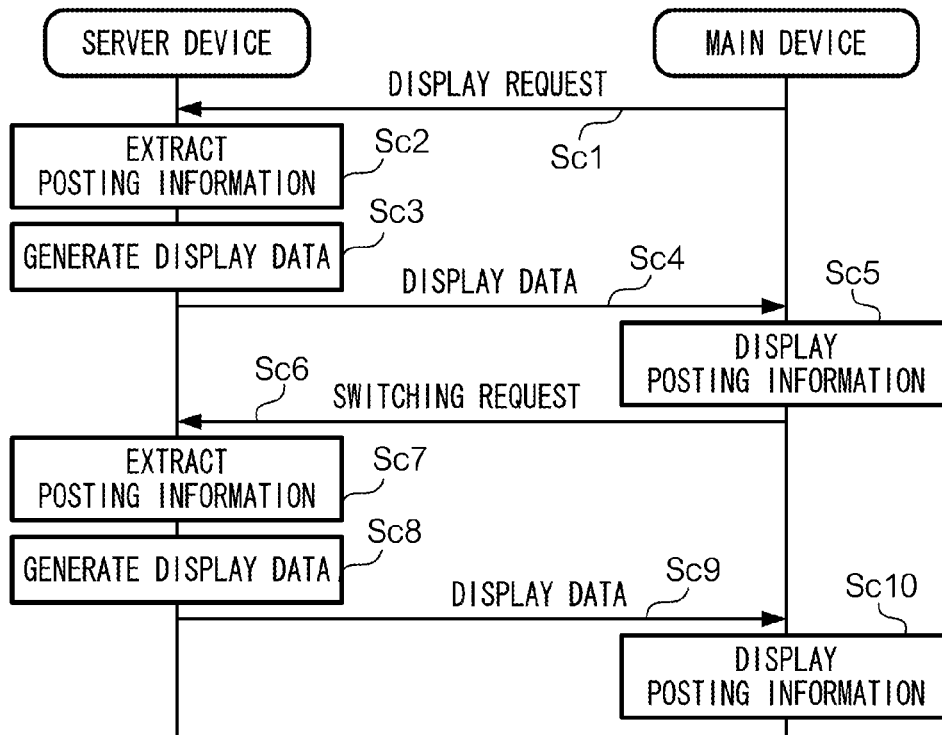 SERVER DEVICE
MAIN DEVICE
DISPLAY REQUEST
Sc1
EXTRACT
POSTING INFORMATION
Sc2
GENERATE DISPLAY DATA
Sc3
DISPLAY DATA
Sc4
Sc5
DISPLAY
POSTING INFORMATION
Sc6
SWITCHING REQUEST
EXTRACT
POSTING INFORMATION
Sc7
GENERATE DISPLAY DATA
Sc8
DISPLAY DATA
Sc9
Sc10
DISPLAY
POSTING INFORMATION